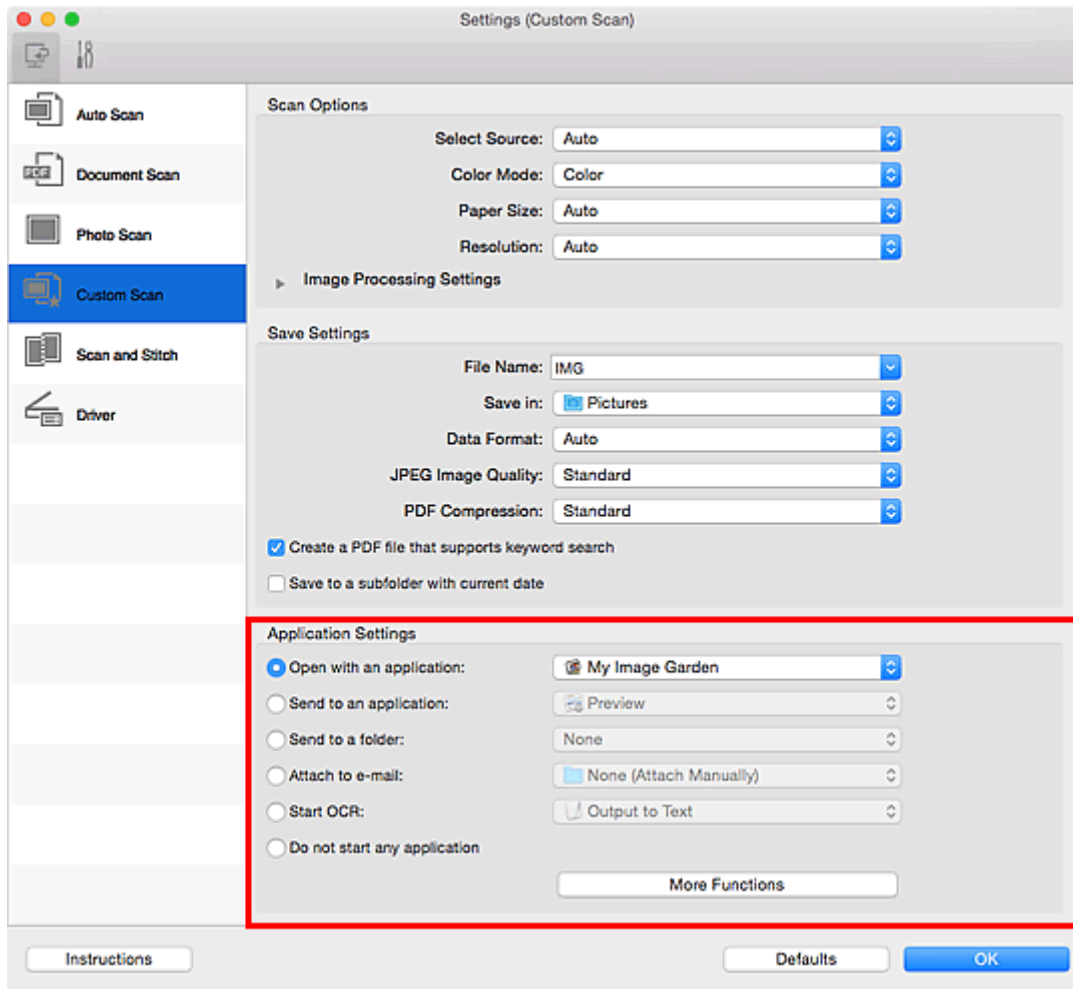 Settings (Custom Scan)
Auto Scan
Document Scan
Photo Scan
Custom Scan
Scan and Stitch
Driver
Scan Options
Select Source: Auto
Color Mode: Color
Paper Size: Auto
Resolution: Auto
Image Processing Settings
Save Settings
File Name: IMG
Save in: Pictures
Data Format: Auto
JPEG Image Quality: Standard
PDF Compression: Standard
Create a PDF file that supports keyword search
Save to a subfolder with current date
Application Settings
Open with an application: My Image Garden
Send to an application: Preview
Send to a folder: None
Attach to e-mail: None (Attach Manually)
Start OCR: Output to Text
Do not start any application
More Functions
Instructions Defaults OK